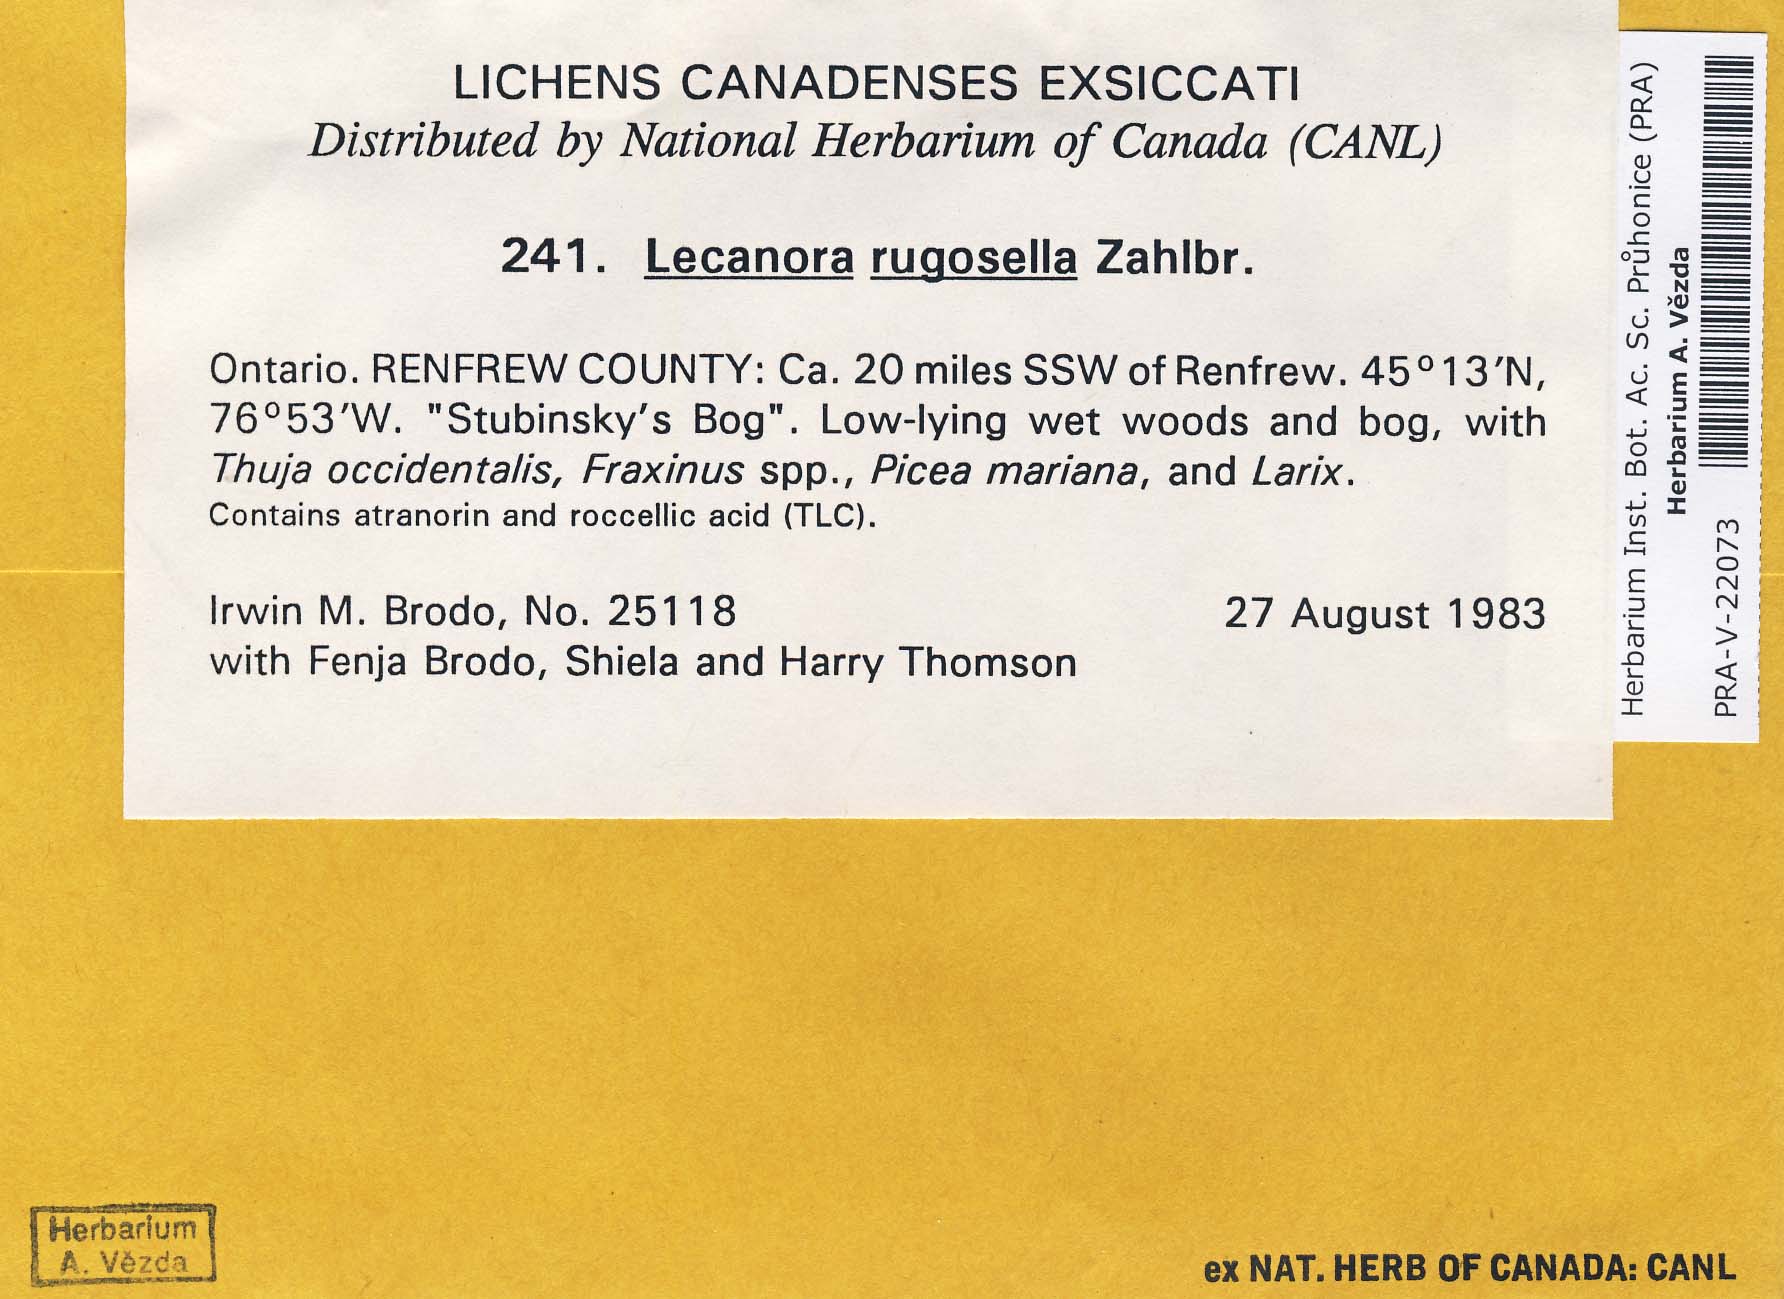 LICHENS CANADENSES EXSICCATI
Distributed by National Herbarium of Canada (CANL)
241. Lecanora rugosella Zahlbr.
Ontario. RENFREW COUNTY: Ca. 20 miles SSW of Renfrew. 45°13'N,
76°53'W. "Stubinsky's Bog". Low-lying wet woods and bog, with
Thuja occidentalis, Fraxinus spp., Picea mariana, and Larix.
Contains atranorin and roccellic acid (TLC).
Irwin M. Brodo, No. 25118
27 August 1983
with Fenja Brodo, Shiela and Harry Thomson
Herbarium Inst. Bot. Ac. Sc. Průhonice (PRA)
Herbarium A. Vězda
PRA-V-22073
Herbarium
A. Vězda
ex NAT. HERB OF CANADA: CANL